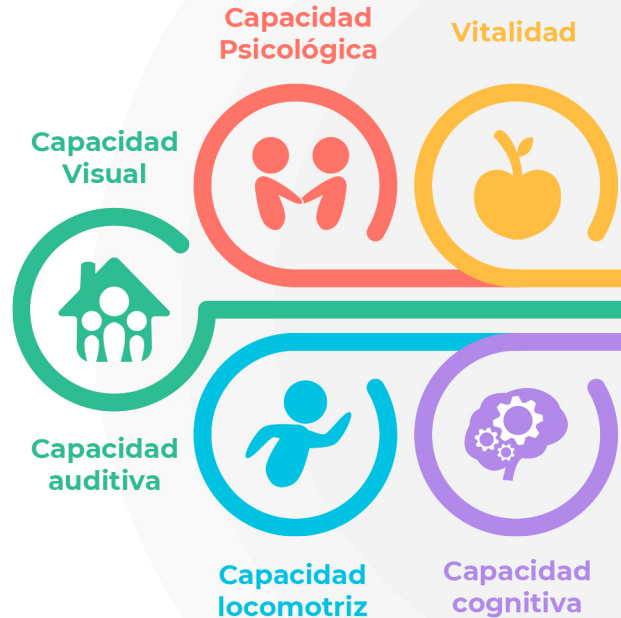 Capacidad
Psicológica
Vitalidad
Capacidad
Visual
Capacidad
auditiva
Capacidad
locomotriz
Capacidad
cognitiva